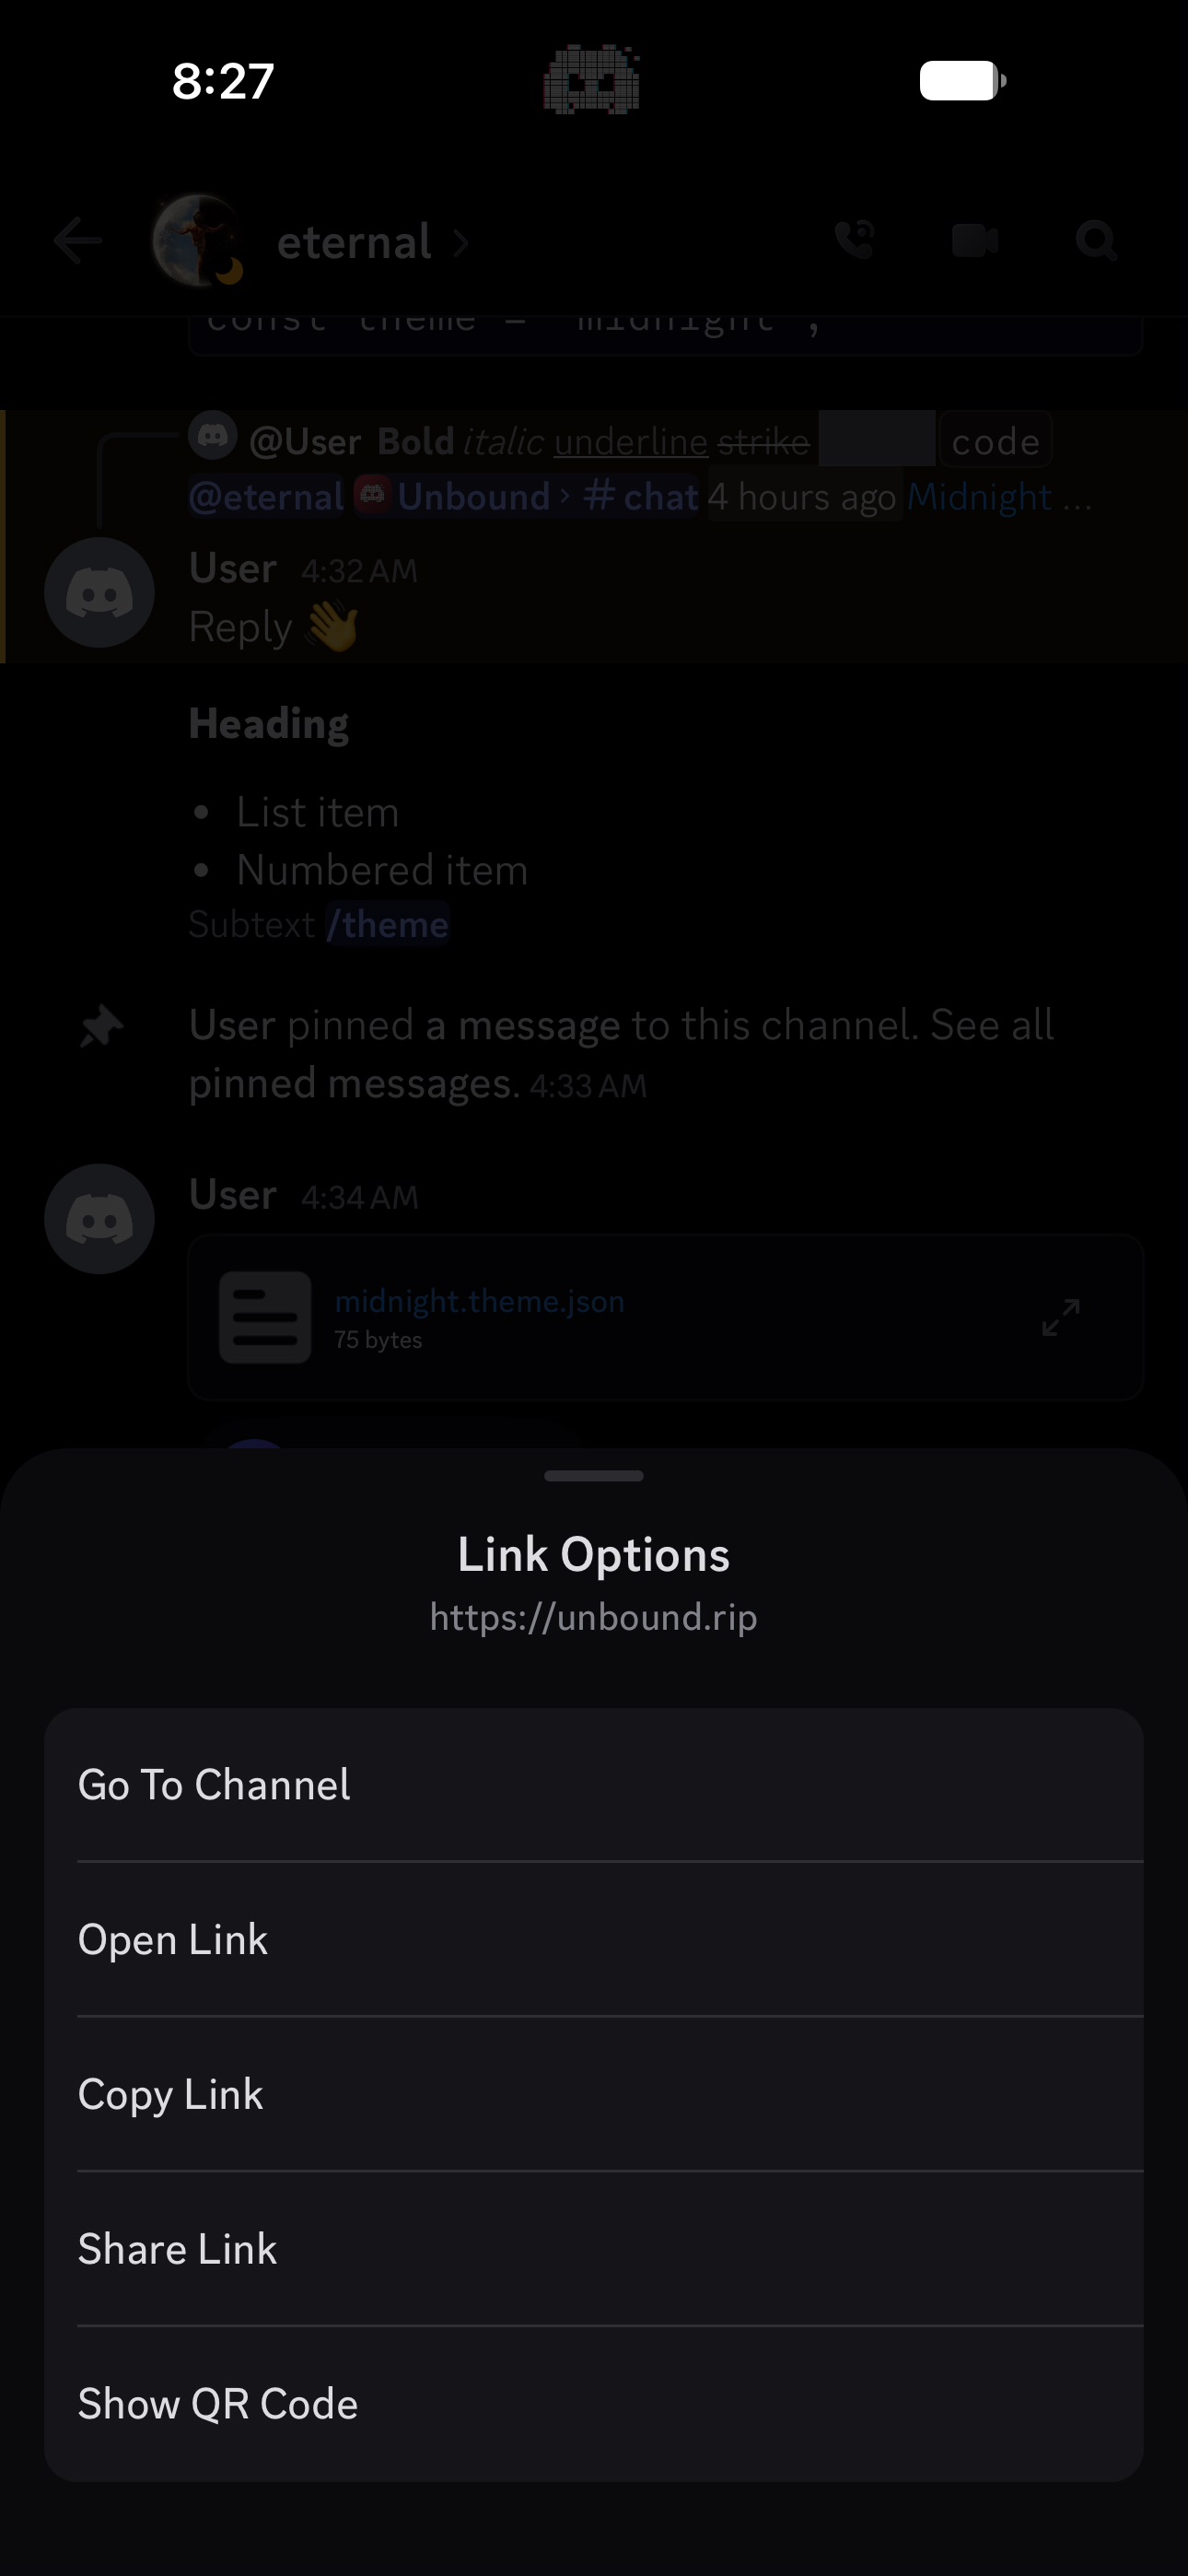 8:27
eternal
const theme = "midnight";
@User Bold italic underline strike code
@eternal Unbound › # chat 4 hours ago Midnight ...
User 4:32 AM
Reply 👋
Heading
• List item
• Numbered item
Subtext /theme
User pinned a message to this channel. See all
pinned messages. 4:33 AM
User 4:34 AM
midnight.theme.json
75 bytes
Link Options
https://unbound.rip
Go To Channel
Open Link
Copy Link
Share Link
Show QR Code